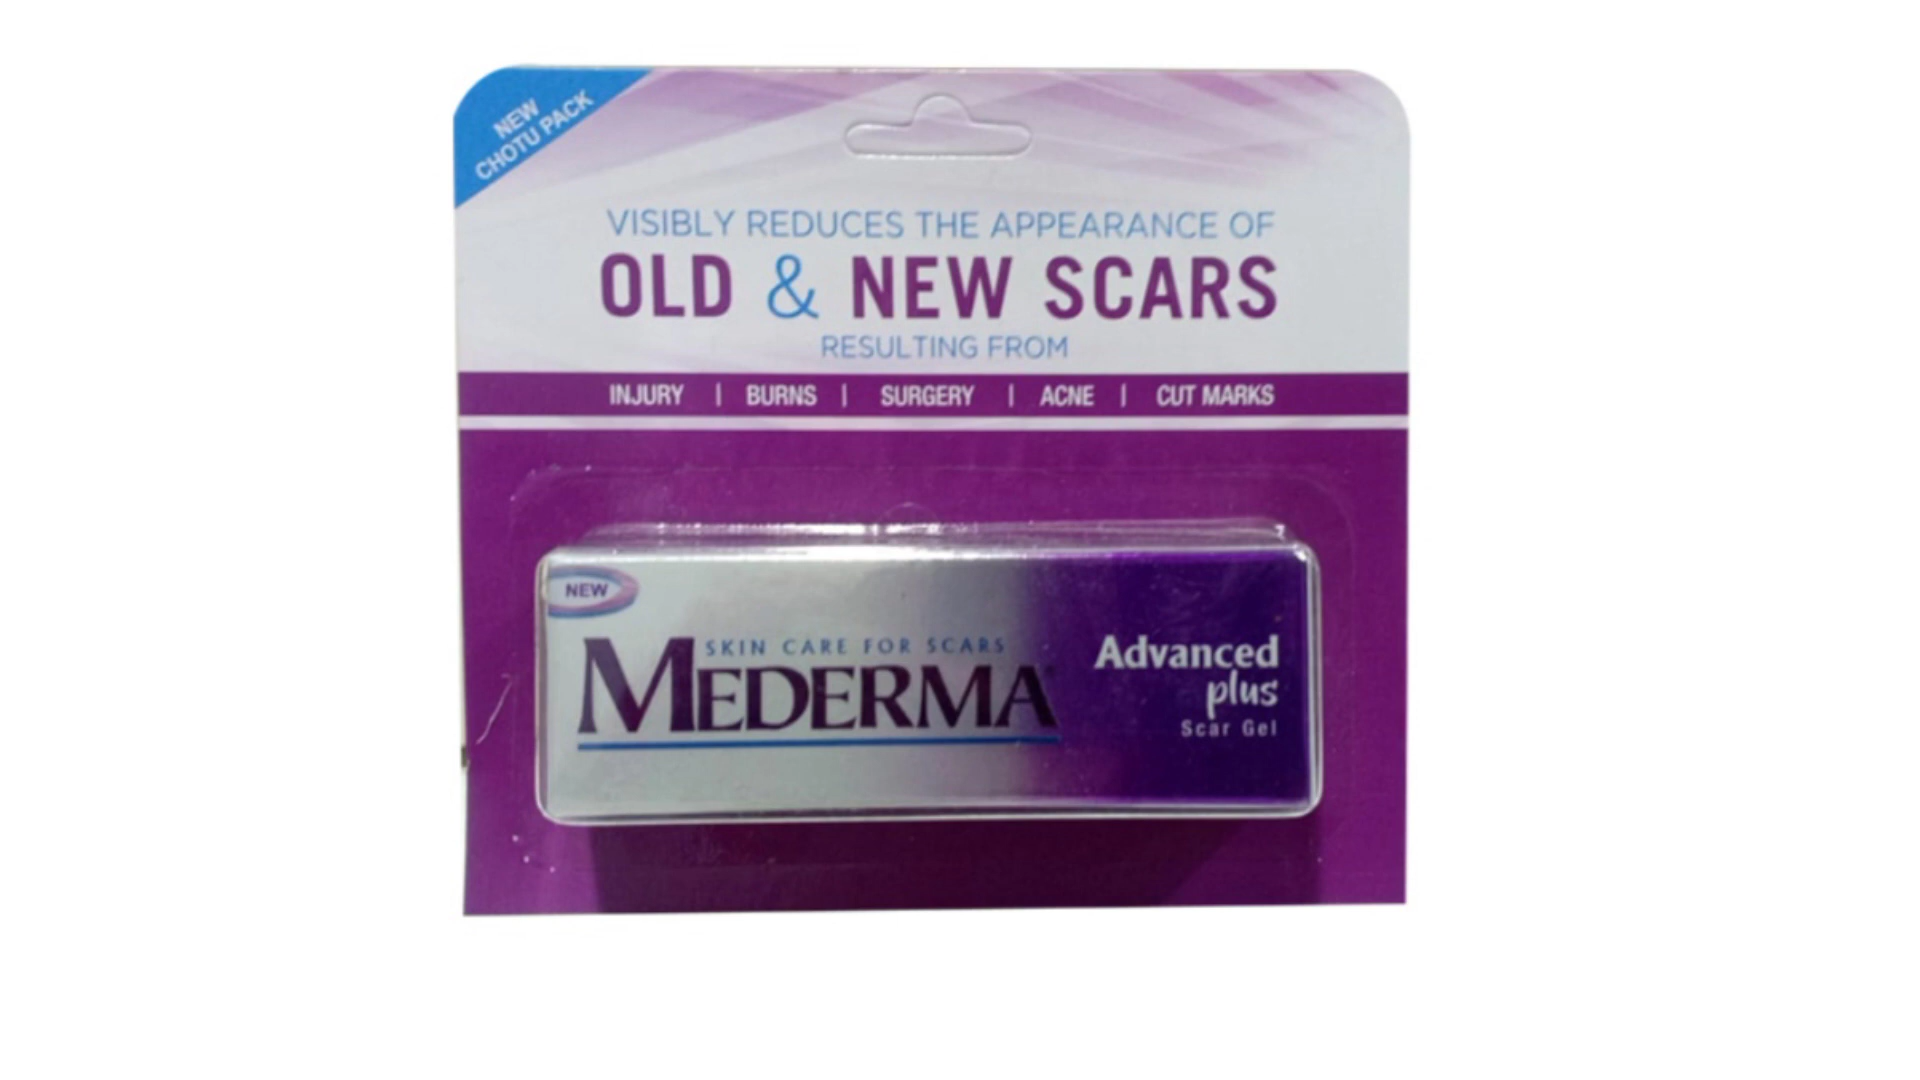 NEW
CHOTU PACK
VISIBLY REDUCES THE APPEARANCE OF
OLD & NEW SCARS
RESULTING FROM
INJURY | BURNS | SURGERY | ACNE | CUT MARKS
NEW
SKIN CARE FOR SCARS
MEDERMA
Advanced
plus
Scar Gel